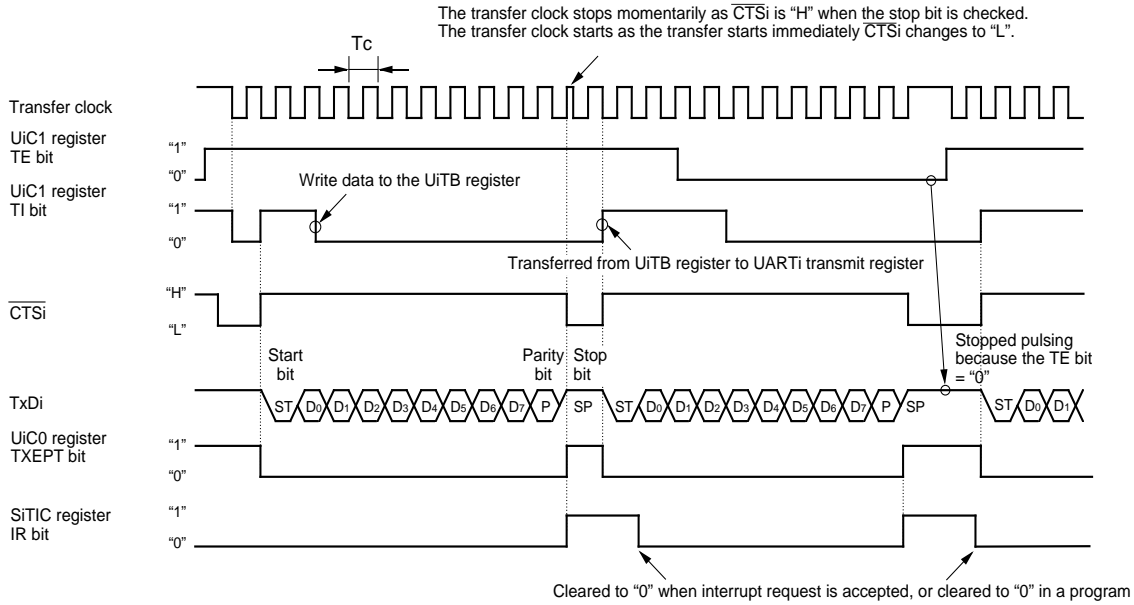 The transfer clock stops momentarily as CTSi is “H” when the stop bit is checked.
The transfer clock starts as the transfer starts immediately CTSi changes to “L”.
Tc
Transfer clock
UiC1 register
TE bit
“1”
“0”
Write data to the UiTB register
UiC1 register
TI bit
“1”
“0”
Transferred from UiTB register to UARTi transmit register
CTSi
“H”
“L”
Start
bit
Parity
bit
Stop
bit
Stopped pulsing
because the TE bit
= “0”
TxDi
ST D0 D1 D2 D3 D4 D5 D6 D7 P SP ST D0 D1 D2 D3 D4 D5 D6 D7 P SP ST D0 D1
UiC0 register
TXEPT bit
“1”
“0”
SiTIC register
IR bit
“1”
“0”
Cleared to “0” when interrupt request is accepted, or cleared to “0” in a program